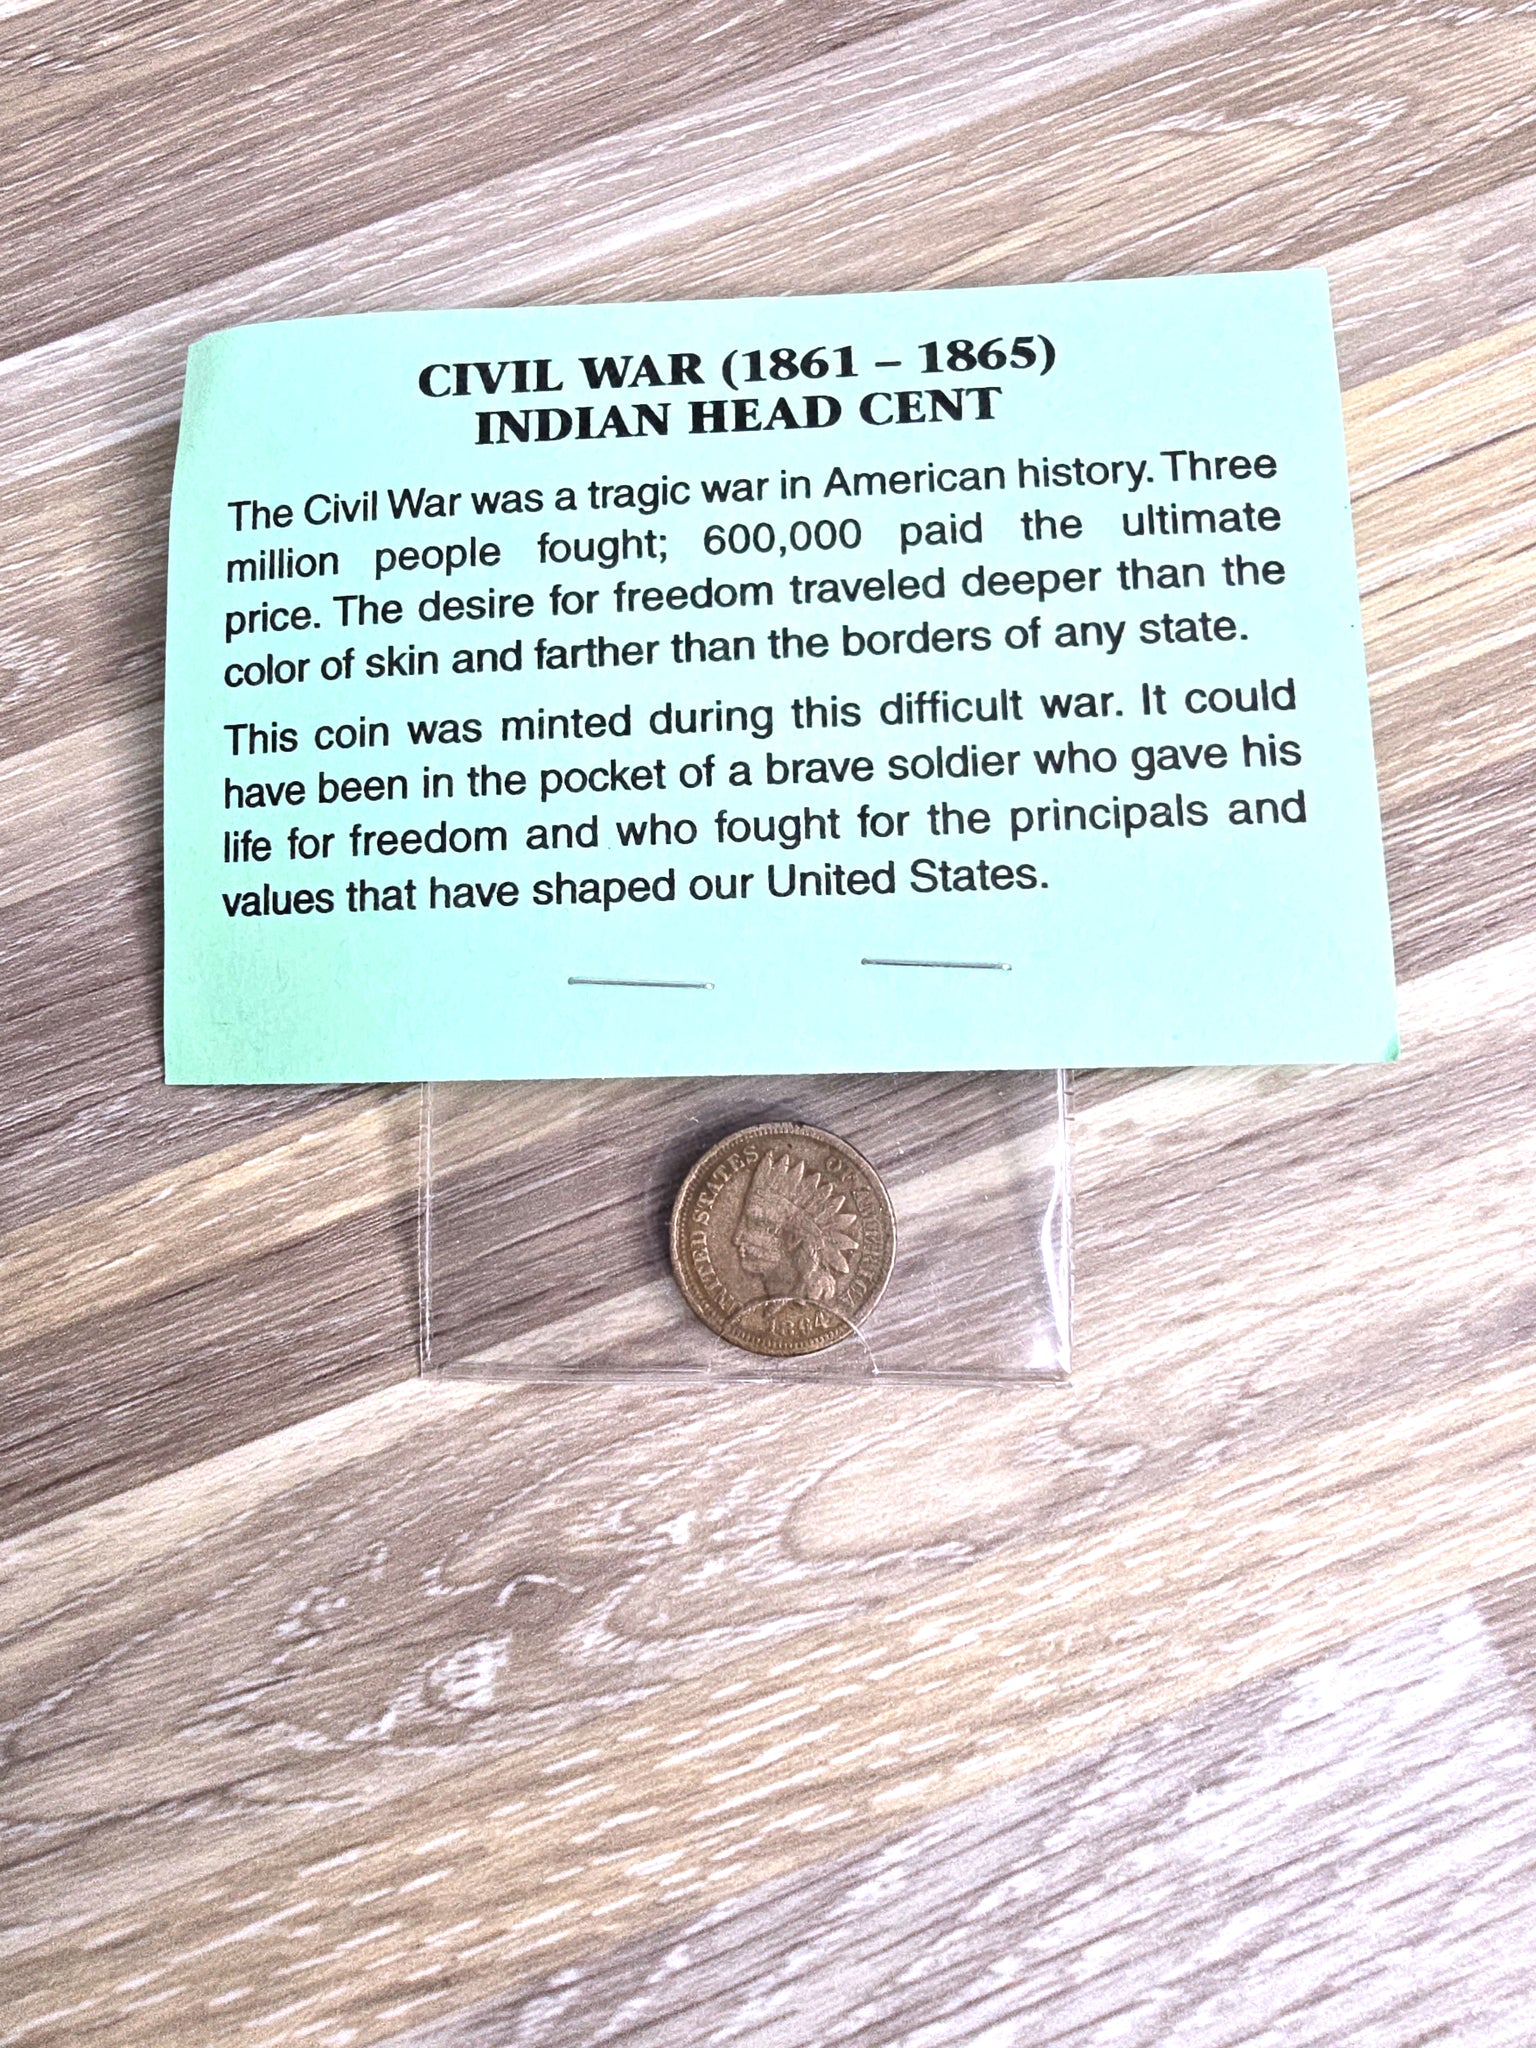 CIVIL WAR (1861 – 1865)
INDIAN HEAD CENT
The Civil War was a tragic war in American history. Three
million people fought; 600,000 paid the ultimate
price. The desire for freedom traveled deeper than the
color of skin and farther than the borders of any state.
This coin was minted during this difficult war. It could
have been in the pocket of a brave soldier who gave his
life for freedom and who fought for the principals and
values that have shaped our United States.
UNITED STATES OF AMERICA
1864